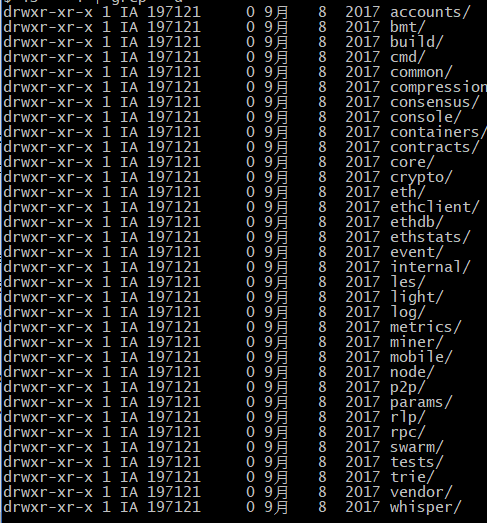 drwxr-xr-x 1 IA 197121 0 9月 8 2017 accounts/
drwxr-xr-x 1 IA 197121 0 9月 8 2017 bmt/
drwxr-xr-x 1 IA 197121 0 9月 8 2017 build/
drwxr-xr-x 1 IA 197121 0 9月 8 2017 cmd/
drwxr-xr-x 1 IA 197121 0 9月 8 2017 common/
drwxr-xr-x 1 IA 197121 0 9月 8 2017 compression
drwxr-xr-x 1 IA 197121 0 9月 8 2017 consensus/
drwxr-xr-x 1 IA 197121 0 9月 8 2017 console/
drwxr-xr-x 1 IA 197121 0 9月 8 2017 containers/
drwxr-xr-x 1 IA 197121 0 9月 8 2017 contracts/
drwxr-xr-x 1 IA 197121 0 9月 8 2017 core/
drwxr-xr-x 1 IA 197121 0 9月 8 2017 crypto/
drwxr-xr-x 1 IA 197121 0 9月 8 2017 eth/
drwxr-xr-x 1 IA 197121 0 9月 8 2017 ethclient/
drwxr-xr-x 1 IA 197121 0 9月 8 2017 ethdb/
drwxr-xr-x 1 IA 197121 0 9月 8 2017 ethstats/
drwxr-xr-x 1 IA 197121 0 9月 8 2017 event/
drwxr-xr-x 1 IA 197121 0 9月 8 2017 internal/
drwxr-xr-x 1 IA 197121 0 9月 8 2017 les/
drwxr-xr-x 1 IA 197121 0 9月 8 2017 light/
drwxr-xr-x 1 IA 197121 0 9月 8 2017 log/
drwxr-xr-x 1 IA 197121 0 9月 8 2017 metrics/
drwxr-xr-x 1 IA 197121 0 9月 8 2017 miner/
drwxr-xr-x 1 IA 197121 0 9月 8 2017 mobile/
drwxr-xr-x 1 IA 197121 0 9月 8 2017 node/
drwxr-xr-x 1 IA 197121 0 9月 8 2017 p2p/
drwxr-xr-x 1 IA 197121 0 9月 8 2017 params/
drwxr-xr-x 1 IA 197121 0 9月 8 2017 rlp/
drwxr-xr-x 1 IA 197121 0 9月 8 2017 rpc/
drwxr-xr-x 1 IA 197121 0 9月 8 2017 swarm/
drwxr-xr-x 1 IA 197121 0 9月 8 2017 tests/
drwxr-xr-x 1 IA 197121 0 9月 8 2017 trie/
drwxr-xr-x 1 IA 197121 0 9月 8 2017 vendor/
drwxr-xr-x 1 IA 197121 0 9月 8 2017 whisper/